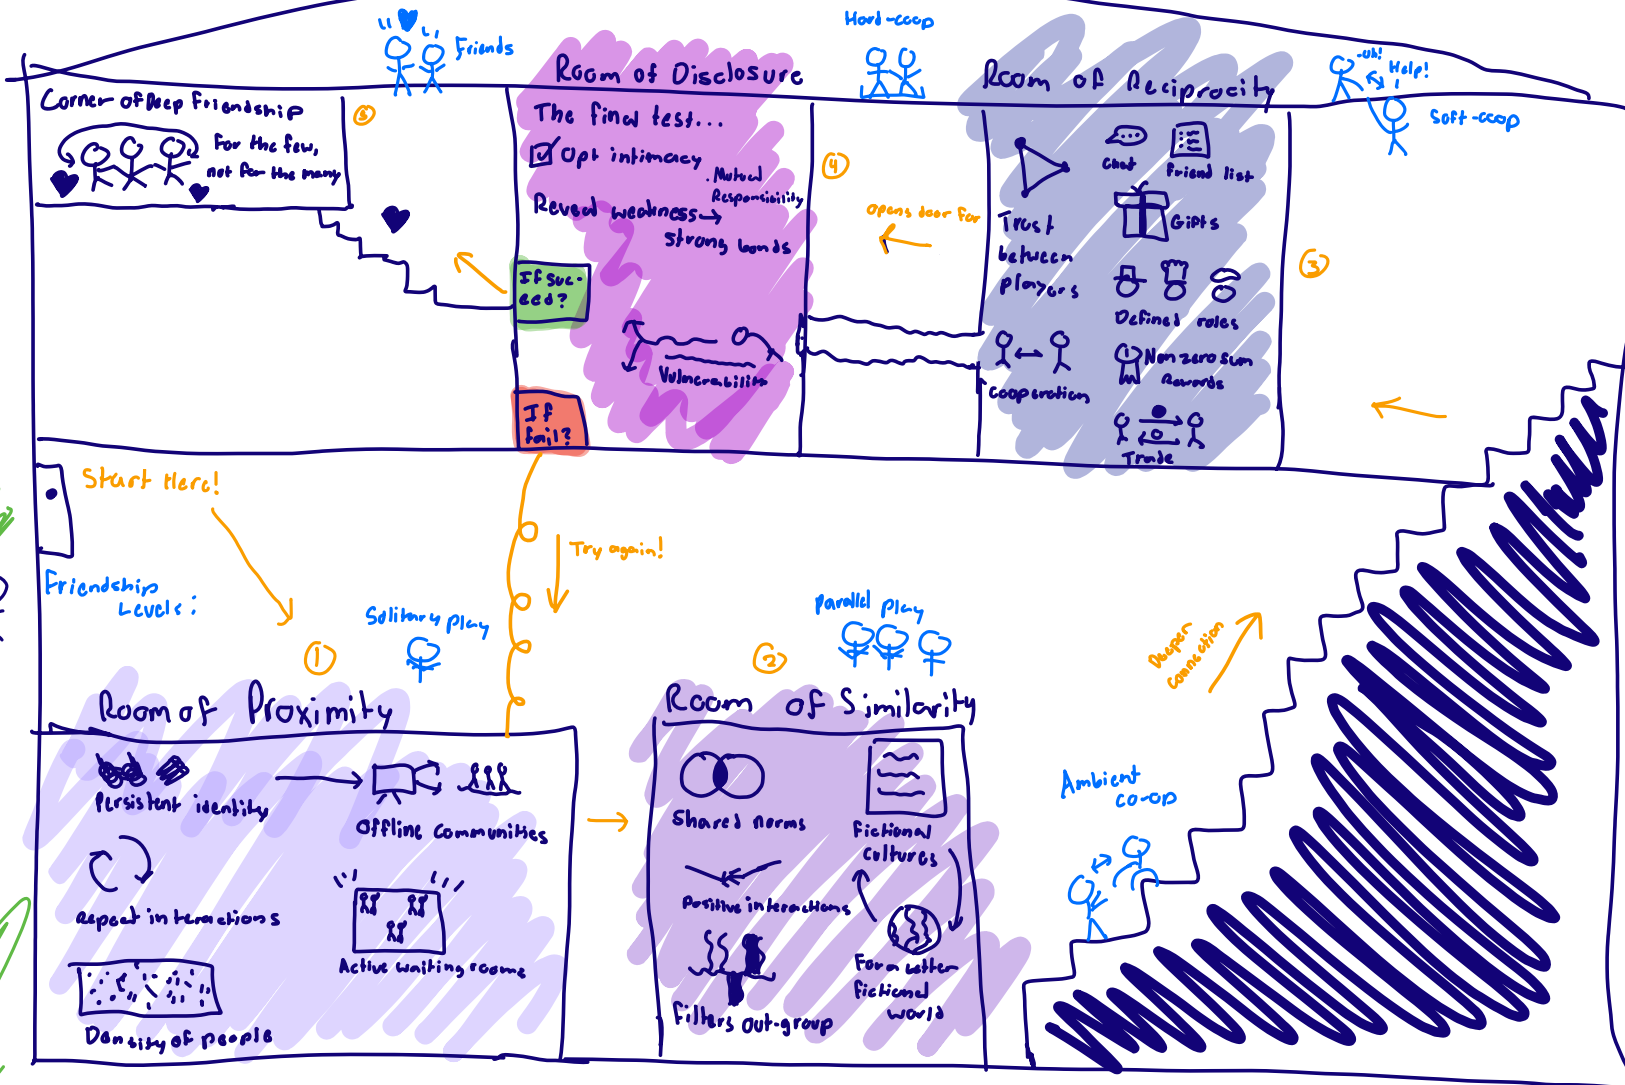 Friends
Hard-coop
Room of Disclosure
Room of Reciprocity
-uh!
Help!
Soft-coop
Corner of Deep Friendship
For the few,
not for the many
5
The final test...
Opt intimacy
. Mutual
Responsibility
Reveal weakness →
strong bonds
If suc-
ceed?
Vulnerability
If
fail?
4
opens door for
Trust
between
players
cooperation
Chat
Friend list
Gifts
Defined roles
Non zero sum
Rewards
Trade
3
Start Here!
Friendship
Levels:
Try again!
1
Solitary play
Room of Proximity
Persistent identity
Offline communities
Repeat interactions
Active waiting rooms
Density of people
2
Parallel play
Room of Similarity
Shared norms
Fictional
cultures
Positive interactions
For a better
fictional
world
Filters out-group
Deeper
connection
Ambient
co-op